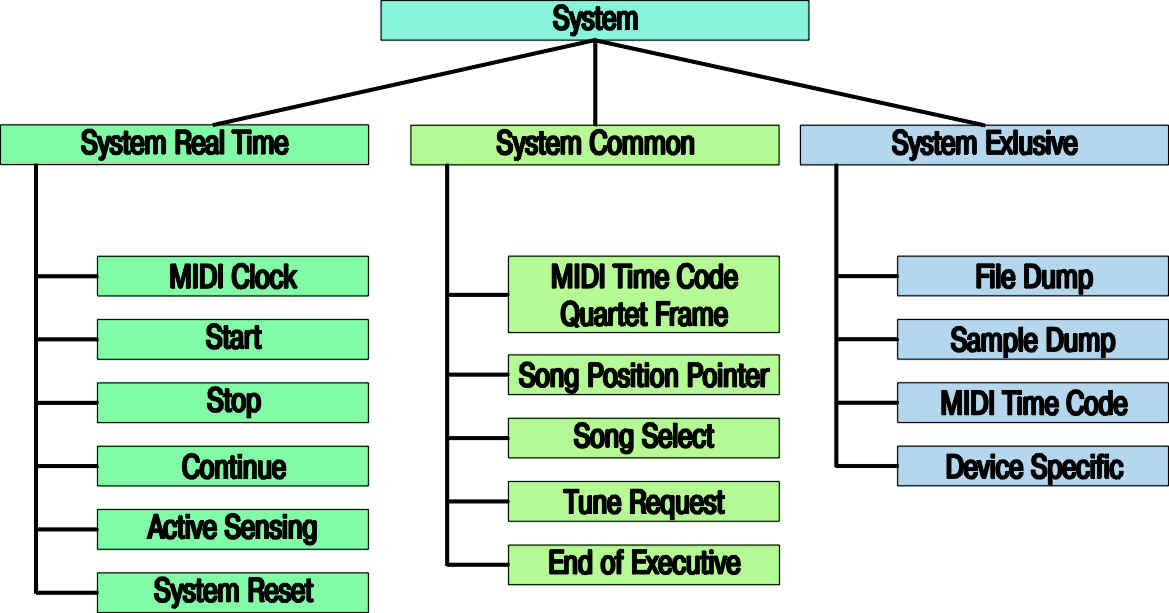 System
System Real Time
MIDI Clock
Start
Stop
Continue
Active Sensing
System Reset
System Common
MIDI Time Code
Quartet Frame
Song Position Pointer
Song Select
Tune Request
End of Executive
System Exlusive
File Dump
Sample Dump
MIDI Time Code
Device Specific